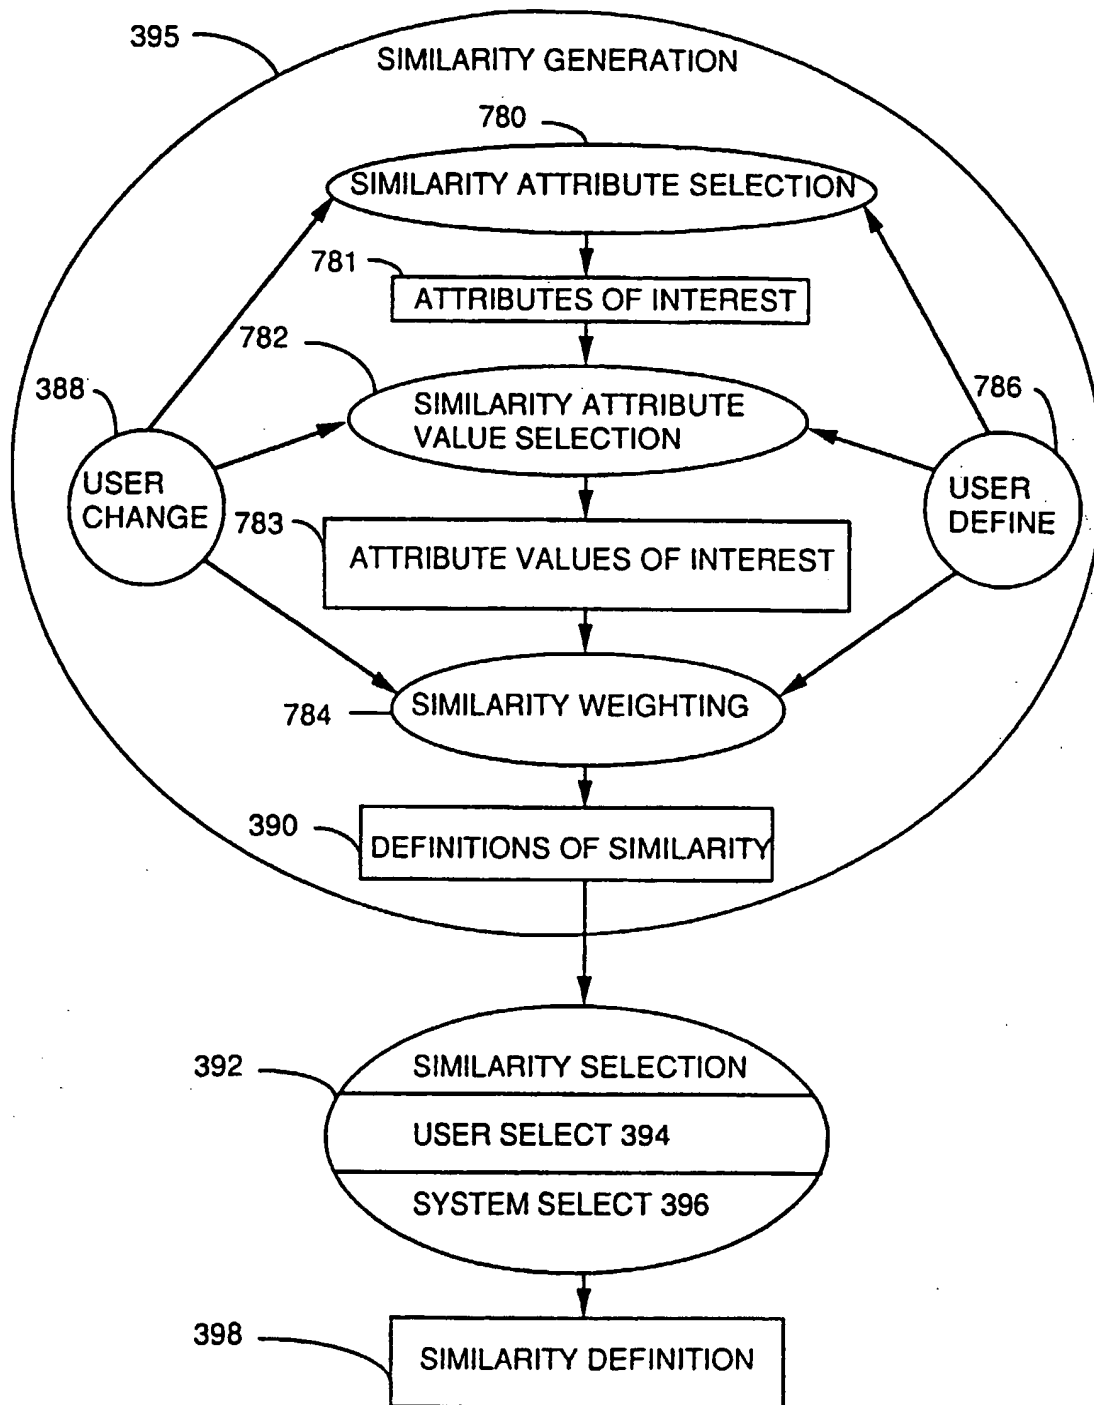 395
SIMILARITY GENERATION
780
SIMILARITY ATTRIBUTE SELECTION
781
ATTRIBUTES OF INTEREST
782
388
SIMILARITY ATTRIBUTE
VALUE SELECTION
786
USER
CHANGE
USER
DEFINE
783
ATTRIBUTE VALUES OF INTEREST
784
SIMILARITY WEIGHTING
390
DEFINITIONS OF SIMILARITY
392
SIMILARITY SELECTION
USER SELECT 394
SYSTEM SELECT 396
398
SIMILARITY DEFINITION